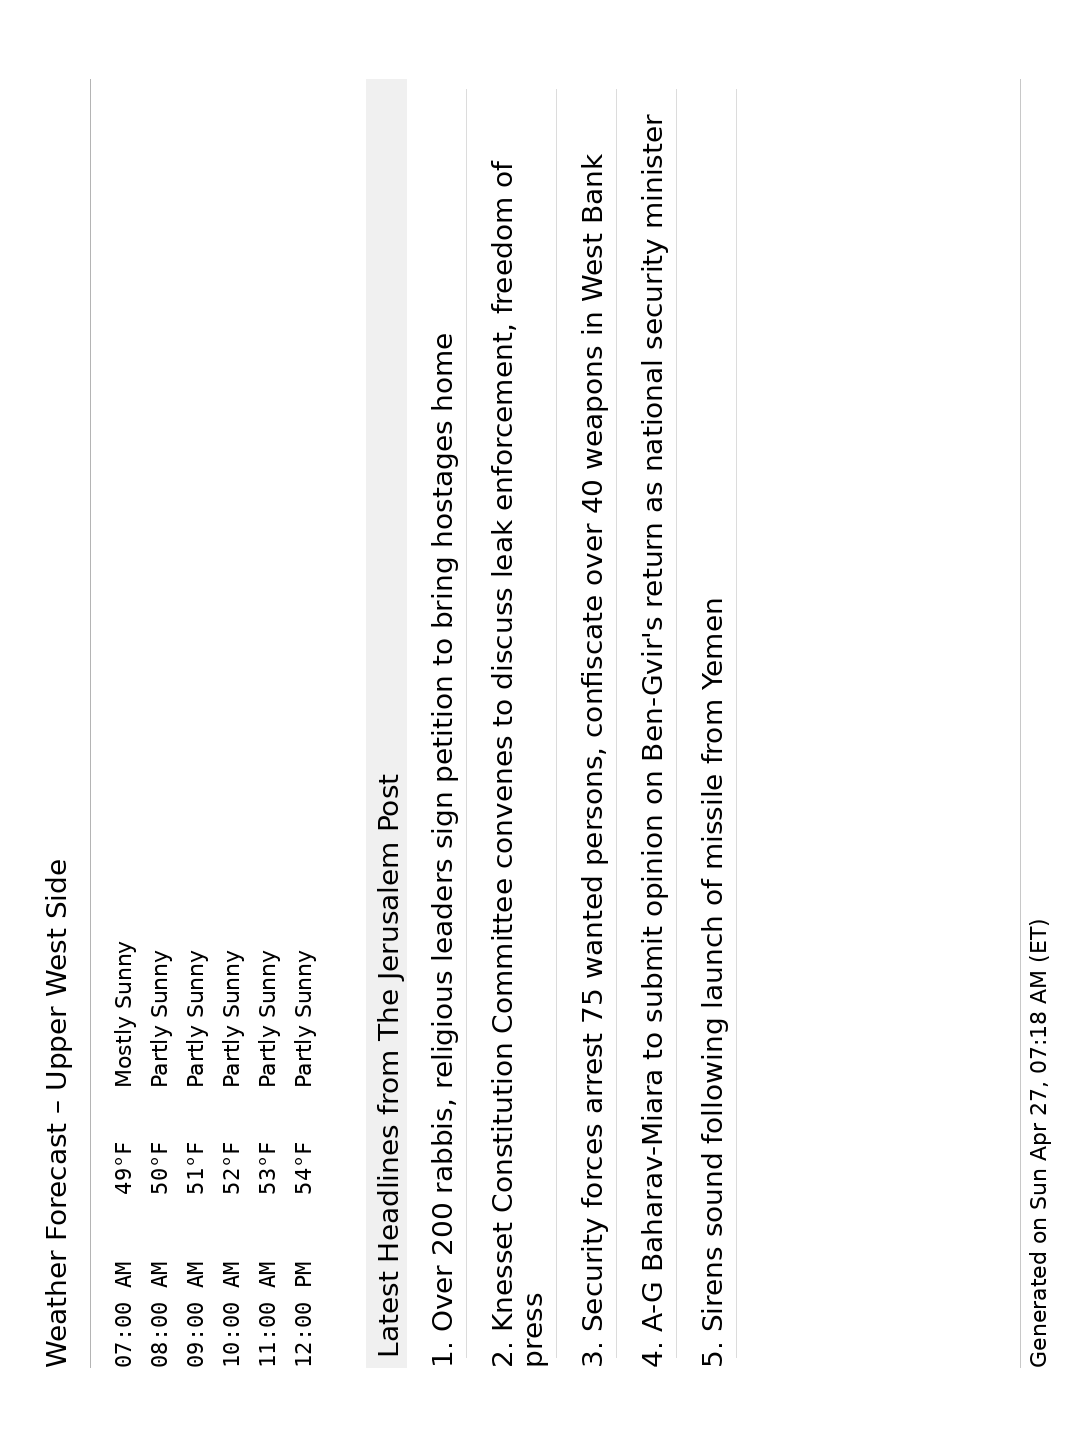 Weather Forecast – Upper West Side
07:00 AM 49°F Mostly Sunny
08:00 AM 50°F Partly Sunny
09:00 AM 51°F Partly Sunny
10:00 AM 52°F Partly Sunny
11:00 AM 53°F Partly Sunny
12:00 PM 54°F Partly Sunny
Latest Headlines from The Jerusalem Post
1. Over 200 rabbis, religious leaders sign petition to bring hostages home
2. Knesset Constitution Committee convenes to discuss leak enforcement, freedom of
press
3. Security forces arrest 75 wanted persons, confiscate over 40 weapons in West Bank
4. A-G Baharav-Miara to submit opinion on Ben-Gvir's return as national security minister
5. Sirens sound following launch of missile from Yemen
Generated on Sun Apr 27, 07:18 AM (ET)